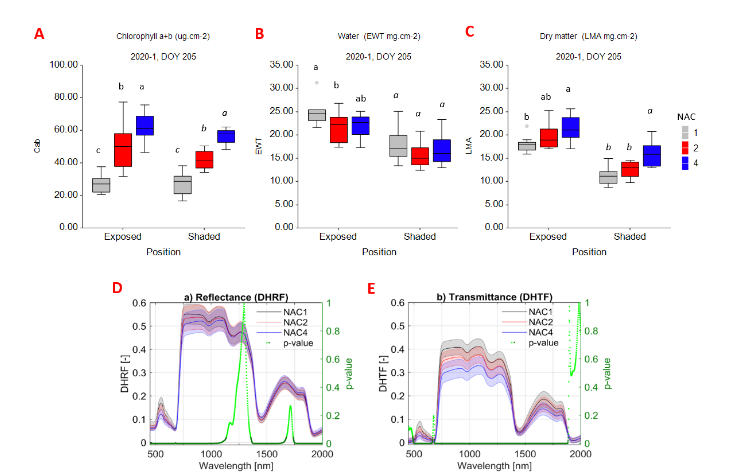 A
Chlorophyll a+b (ug.cm-2)
2020-1, DOY 205
100.00
80.00
60.00
40.00
20.00
0.00
Cab
c
b
a
c
b
a
Exposed
Shaded
Position
B
Water (EWT mg.cm-2)
2020-1, DOY 205
35.00
30.00
25.00
20.00
15.00
10.00
5.00
0.00
EWT
a
b
ab
a
a
a
Exposed
Shaded
Position
C
Dry matter (LMA mg.cm-2)
2020-1, DOY 205
35.00
30.00
25.00
20.00
15.00
10.00
5.00
0.00
LMA
b
ab
a
b
b
a
Exposed
Shaded
Position
NAC
1
2
4
D
a) Reflectance (DHRF)
0.6
0.5
0.4
0.3
0.2
0.1
0
DHRF [-]
NAC1
NAC2
NAC4
p-value
1
0.8
0.6
0.4
0.2
0
p-value
500
1000
1500
2000
Wavelength [nm]
E
b) Transmittance (DHTF)
0.6
0.5
0.4
0.3
0.2
0.1
0
DHTF [-]
NAC1
NAC2
NAC4
p-value
1
0.8
0.6
0.4
0.2
0
p-value
500
1000
1500
2000
Wavelength [nm]